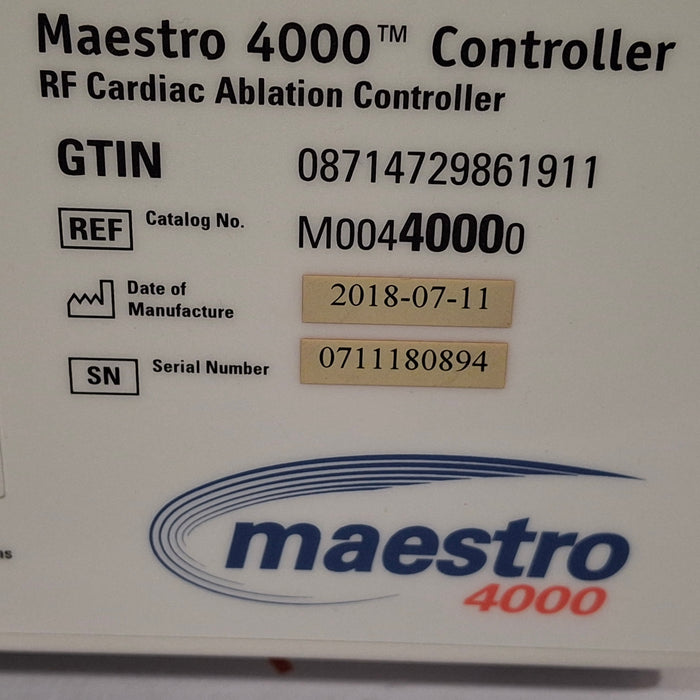 Maestro 4000™ Controller
RF Cardiac Ablation Controller
GTIN 08714729861911
REF Catalog No. M00440000
Date of
Manufacture 2018-07-11
SN Serial Number 0711180894
maestro
4000